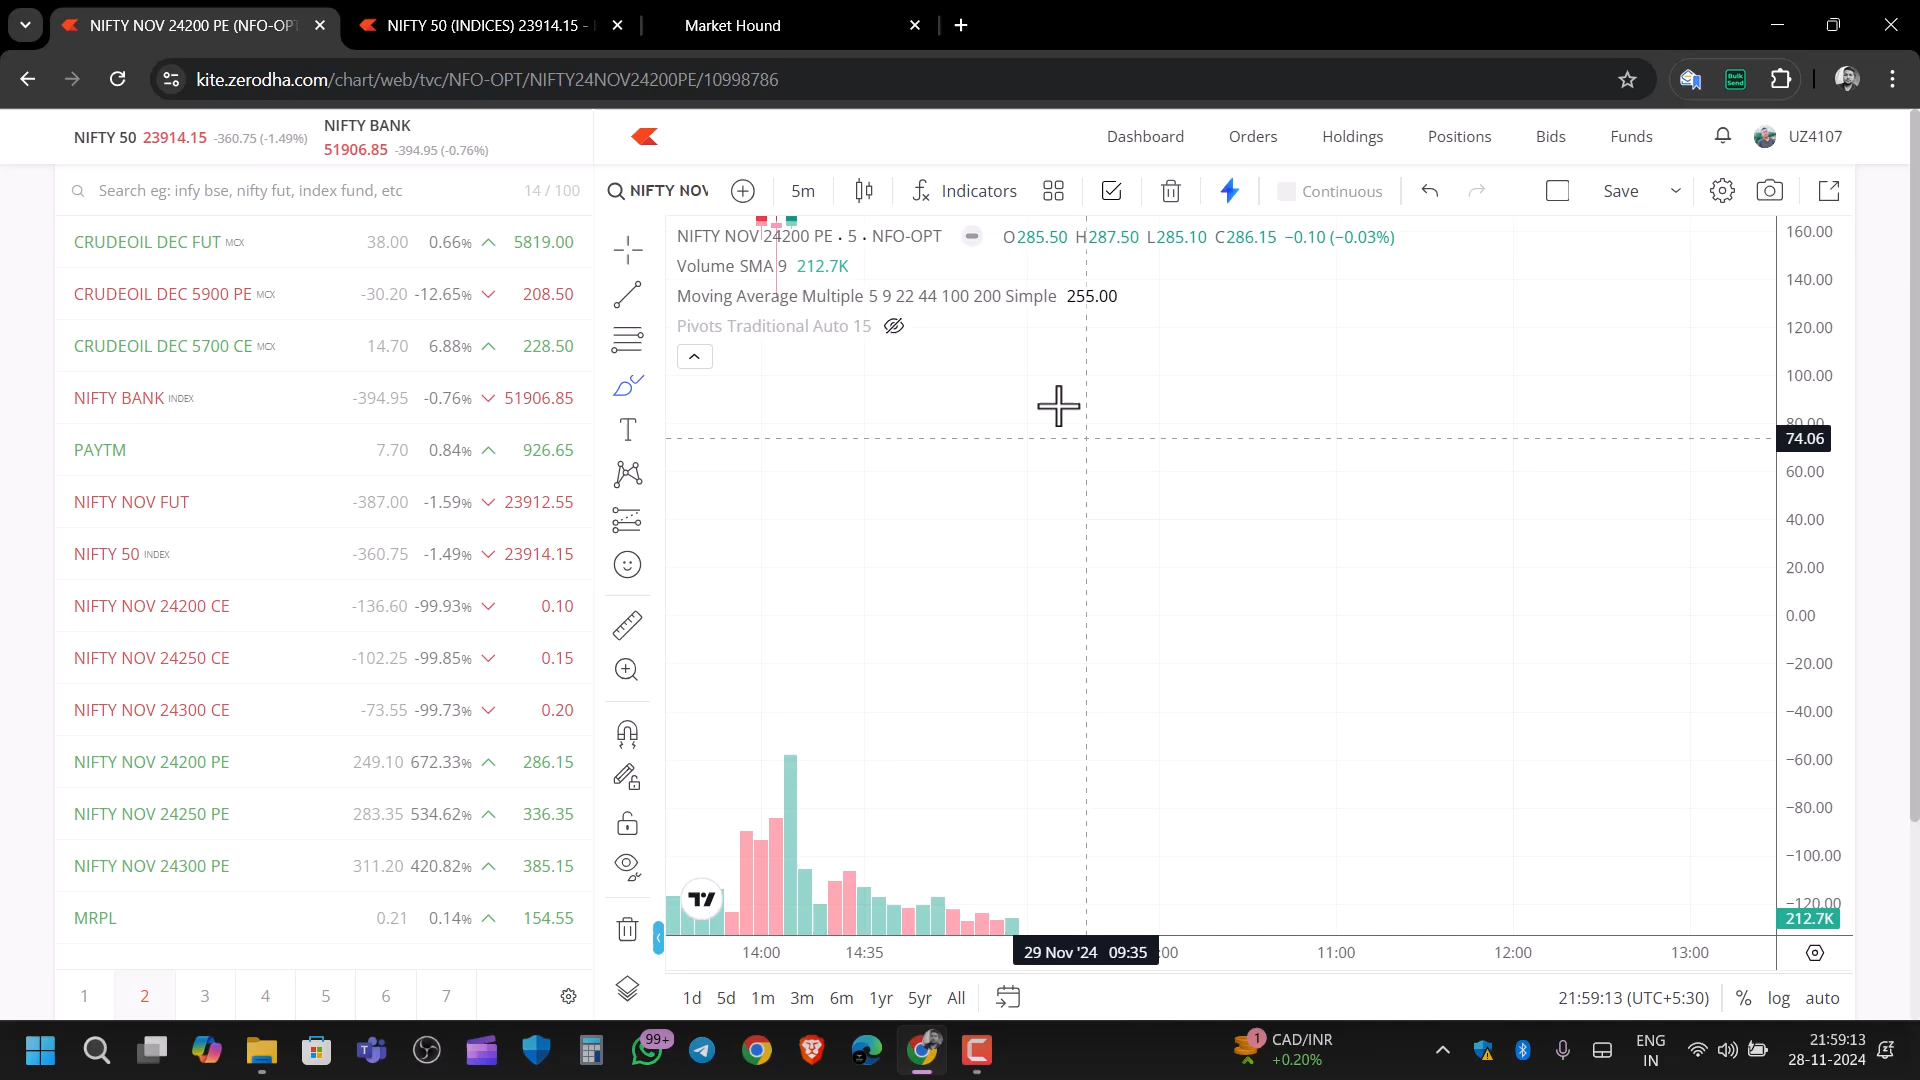 NIFTY NOV 24200 PE (NFO-OPT
NIFTY 50 (INDICES) 23914.15 -
Market Hound
kite.zerodha.com/chart/web/tvc/NFO-OPT/NIFTY24NOV24200PE/10998786
Bulk Send
NIFTY 50 23914.15 -360.75 (-1.49%)
NIFTY BANK
51906.85 -394.95 (-0.76%)
Dashboard Orders Holdings Positions Bids Funds UZ4107
Search eg: infy bse, nifty fut, index fund, etc 14 / 100
NIFTY NOV 5m Indicators Continuous Save
CRUDEOIL DEC FUT MCX 38.00 0.66% 5819.00
CRUDEOIL DEC 5900 PE MCX -30.20 -12.65% 208.50
CRUDEOIL DEC 5700 CE MCX 14.70 6.88% 228.50
NIFTY BANK INDEX -394.95 -0.76% 51906.85
PAYTM 7.70 0.84% 926.65
NIFTY NOV FUT -387.00 -1.59% 23912.55
NIFTY 50 INDEX -360.75 -1.49% 23914.15
NIFTY NOV 24200 CE -136.60 -99.93% 0.10
NIFTY NOV 24250 CE -102.25 -99.85% 0.15
NIFTY NOV 24300 CE -73.55 -99.73% 0.20
NIFTY NOV 24200 PE 249.10 672.33% 286.15
NIFTY NOV 24250 PE 283.35 534.62% 336.35
NIFTY NOV 24300 PE 311.20 420.82% 385.15
MRPL 0.21 0.14% 154.55
1 2 3 4 5 6 7
NIFTY NOV 24200 PE · 5 · NFO-OPT O285.50 H287.50 L285.10 C286.15 −0.10 (−0.03%)
Volume SMA 9 212.7K
Moving Average Multiple 5 9 22 44 100 200 Simple 255.00
Pivots Traditional Auto 15
160.00
140.00
120.00
100.00
80.00
74.06
60.00
40.00
20.00
0.00
−20.00
−40.00
−60.00
−80.00
−100.00
−120.00
212.7K
14:00 14:35 29 Nov '24 09:35 :00 11:00 12:00 13:00
1d 5d 1m 3m 6m 1yr 5yr All 21:59:13 (UTC+5:30) % log auto
99+
1
CAD/INR
+0.20%
ENG
IN
21:59:13
28-11-2024